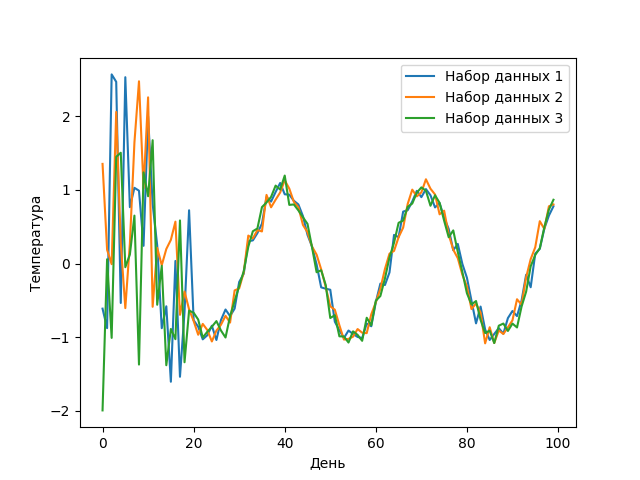 Набор данных 1
Набор данных 2
Набор данных 3
2
1
0
−1
−2
Температура
0 20 40 60 80 100
День